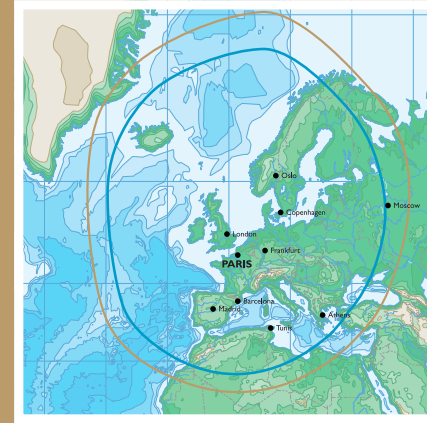 Oslo
Moscow
Copenhagen
London
Frankfurt
PARIS
Barcelona
Madrid
Athens
Tunis